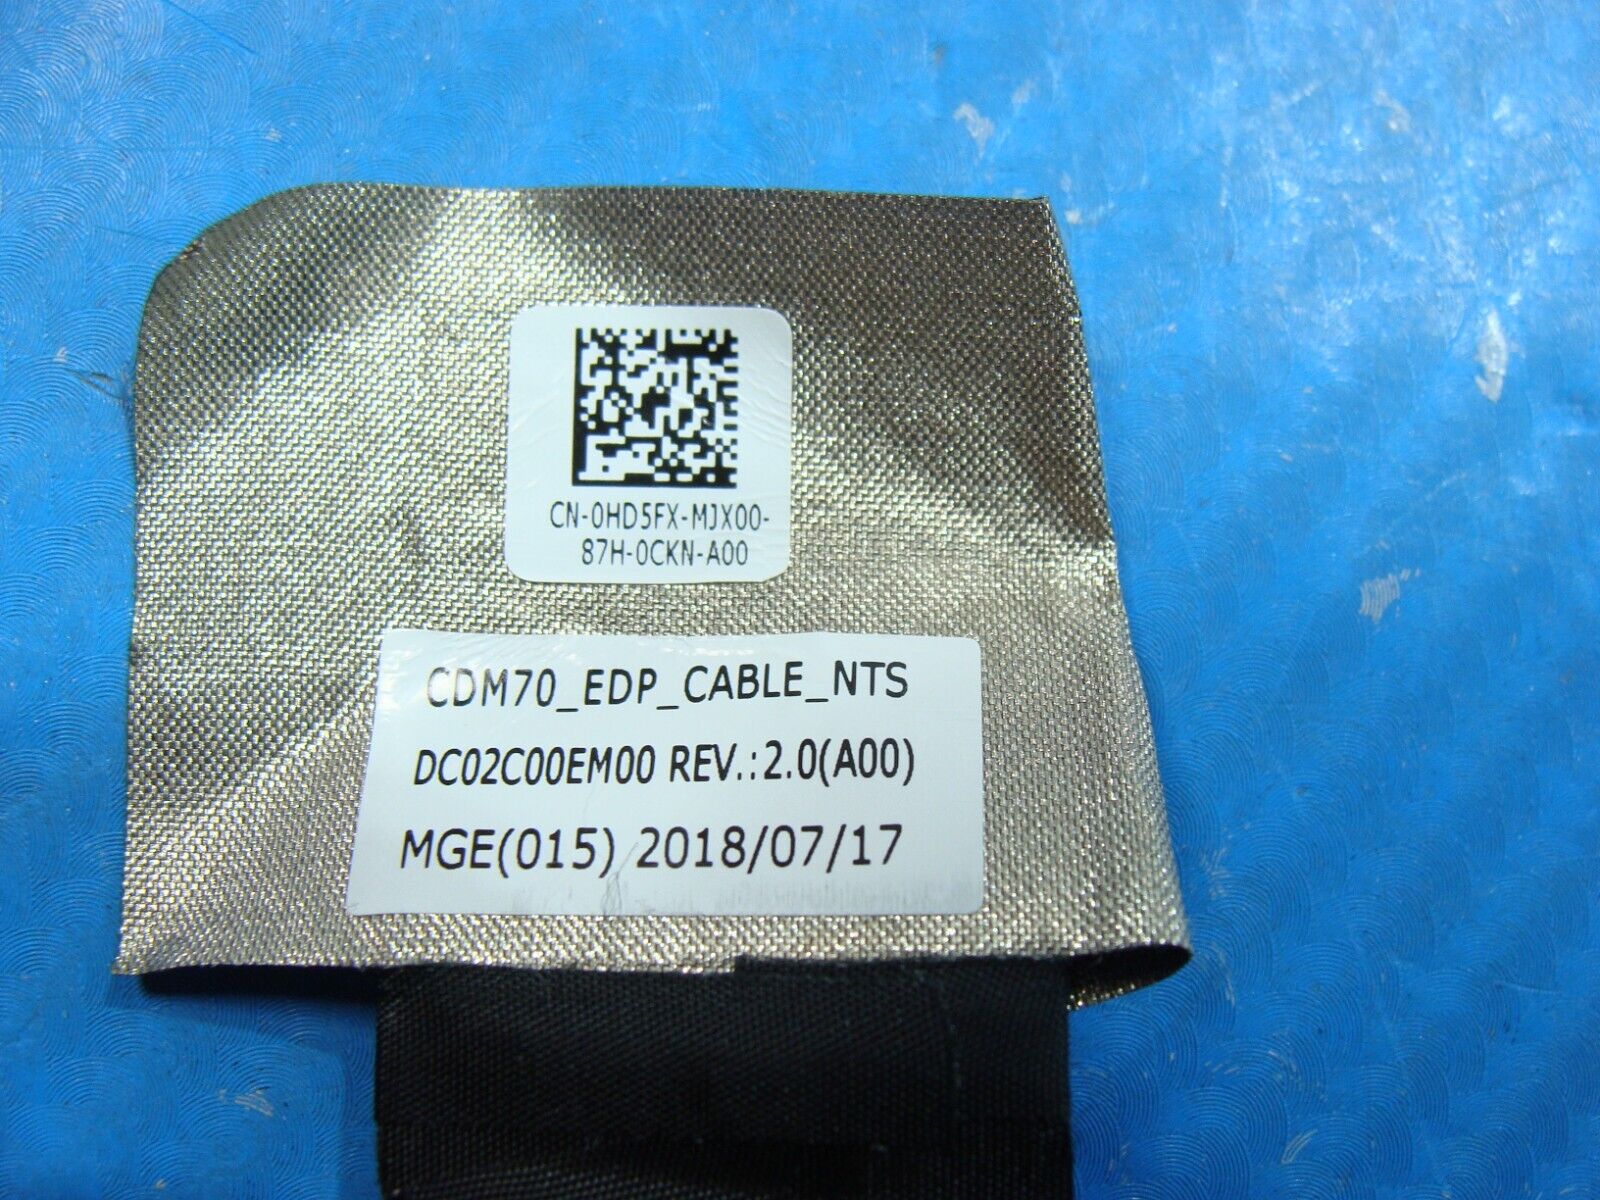 CN-0HD5FX-MJX00-
87H-0CKN-A00
CDM70_EDP_CABLE_NTS
DC02C00EM00 REV.:2.0(A00)
MGE(015) 2018/07/17